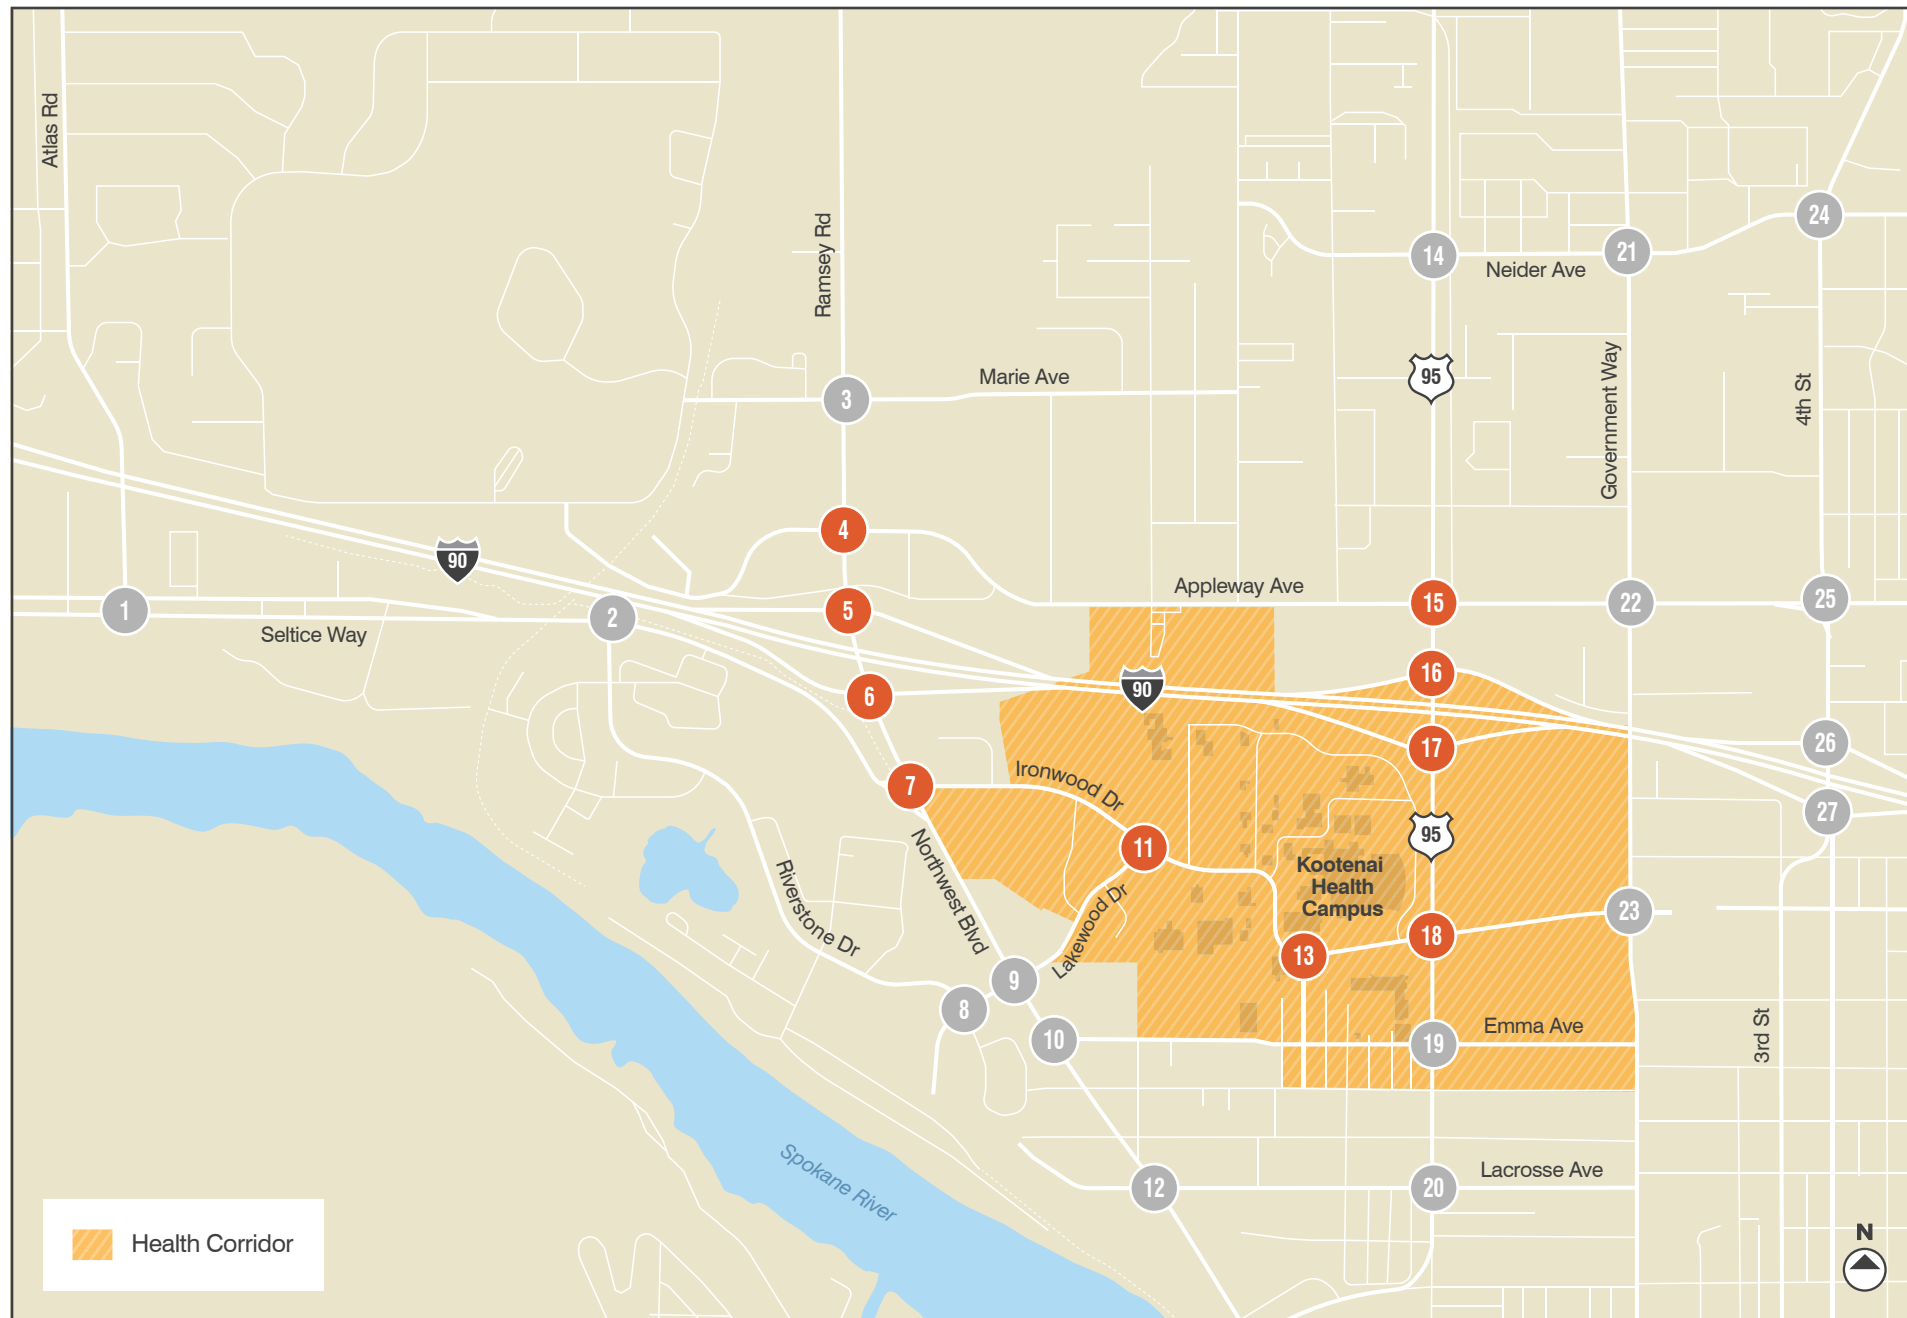 Atlas Rd
Ramsey Rd
24
21
14
Neider Ave
95
Marie Ave
3
Government Way
4th St
4
90
Appleway Ave
1
2
5
15
22
25
Seltice Way
16
6
90
17
26
Ironwood Dr
7
27
95
Northwest Blvd
11
Kootenai
Health
Campus
Riverstone Dr
Lakewood Dr
23
18
13
9
8
10
Emma Ave
19
3rd St
Spokane River
Lacrosse Ave
12
20
Health Corridor
N